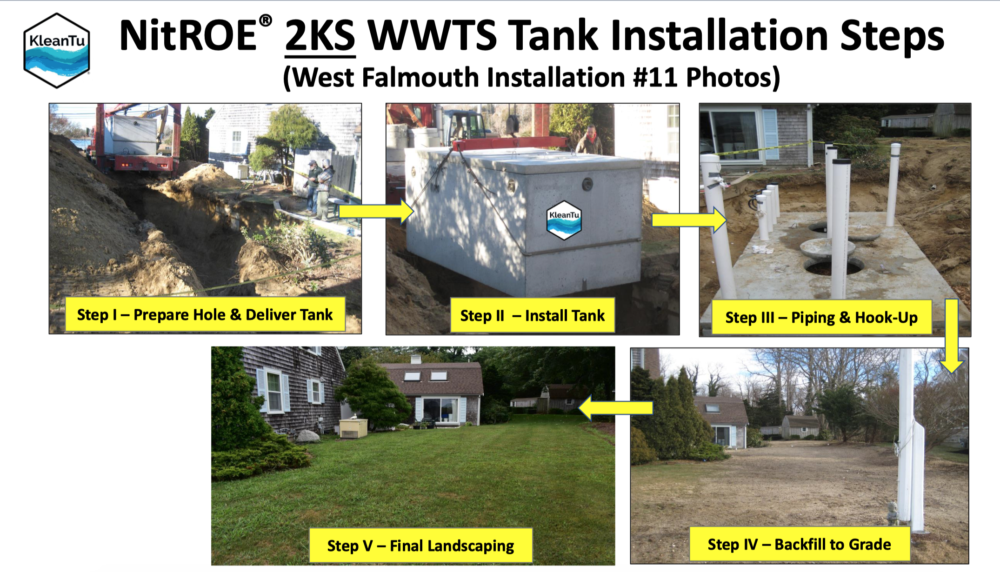 KleanTu
NitROE® 2KS WWTS Tank Installation Steps
(West Falmouth Installation #11 Photos)
KleanTu
Step I – Prepare Hole & Deliver Tank
Step II – Install Tank
Step III – Piping & Hook-Up
Step V – Final Landscaping
Step IV – Backfill to Grade